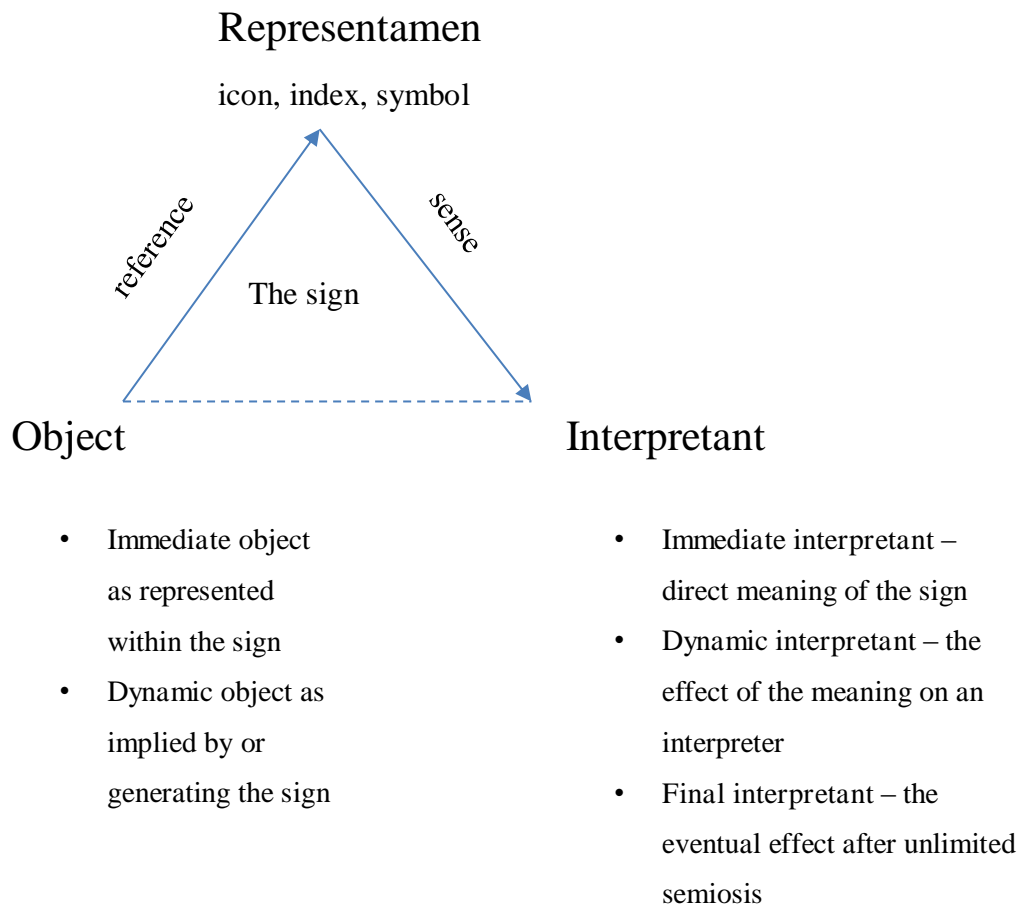 Representamen
icon, index, symbol
reference
sense
The sign
Object
Interpretant
• Immediate object
as represented
within the sign
• Dynamic object as
implied by or
generating the sign
• Immediate interpretant –
direct meaning of the sign
• Dynamic interpretant – the
effect of the meaning on an
interpreter
• Final interpretant – the
eventual effect after unlimited
semiosis